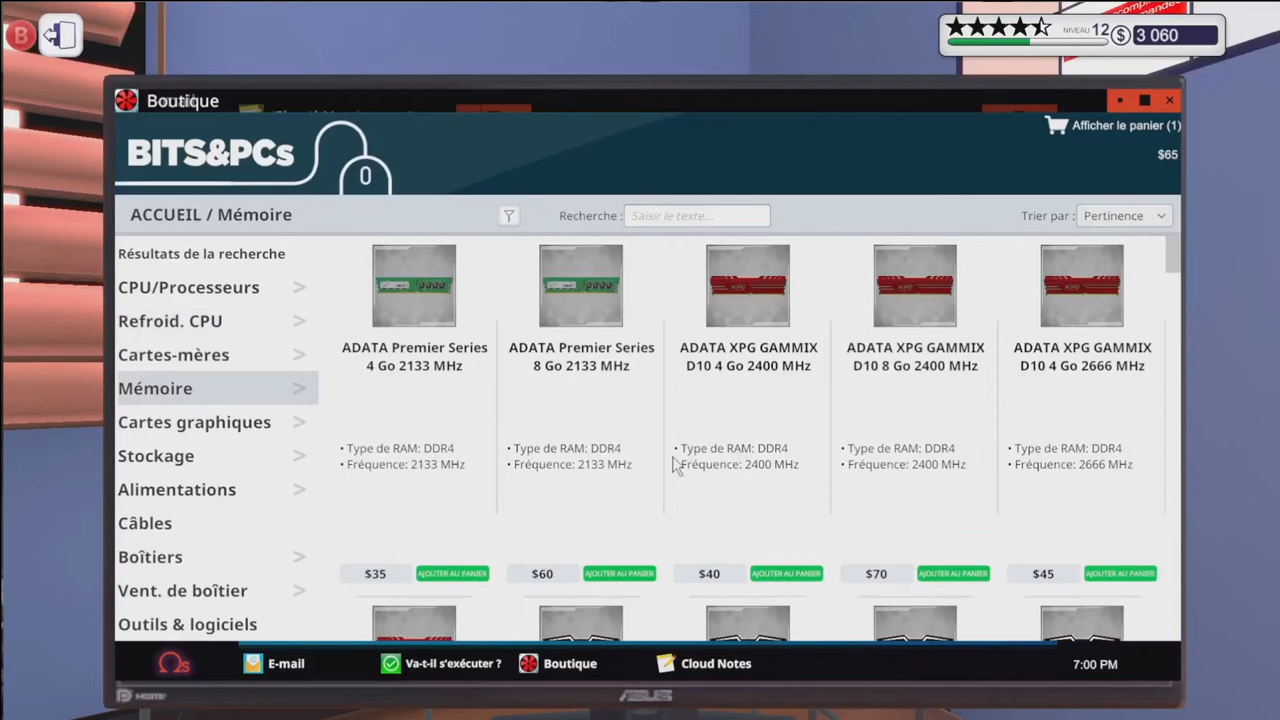 B
NIVEAU 12
$ 3 060
Boutique
BITS&PCs
Afficher le panier (1)
$65
ACCUEIL / Mémoire
Recherche :
Saisir le texte...
Trier par :
Pertinence
Résultats de la recherche
CPU/Processeurs
Refroid. CPU
Cartes-mères
Mémoire
Cartes graphiques
Stockage
Alimentations
Câbles
Boîtiers
Vent. de boîtier
Outils & logiciels
ADATA Premier Series
4 Go 2133 MHz
• Type de RAM: DDR4
• Fréquence: 2133 MHz
$35
AJOUTER AU PANIER
ADATA Premier Series
8 Go 2133 MHz
• Type de RAM: DDR4
• Fréquence: 2133 MHz
$60
AJOUTER AU PANIER
ADATA XPG GAMMIX
D10 4 Go 2400 MHz
• Type de RAM: DDR4
Fréquence: 2400 MHz
$40
AJOUTER AU PANIER
ADATA XPG GAMMIX
D10 8 Go 2400 MHz
• Type de RAM: DDR4
• Fréquence: 2400 MHz
$70
AJOUTER AU PANIER
ADATA XPG GAMMIX
D10 4 Go 2666 MHz
• Type de RAM: DDR4
• Fréquence: 2666 MHz
$45
AJOUTER AU PANIER
E-mail
Va-t-il s'exécuter ?
Boutique
Cloud Notes
7:00 PM
HDMI
ASUS